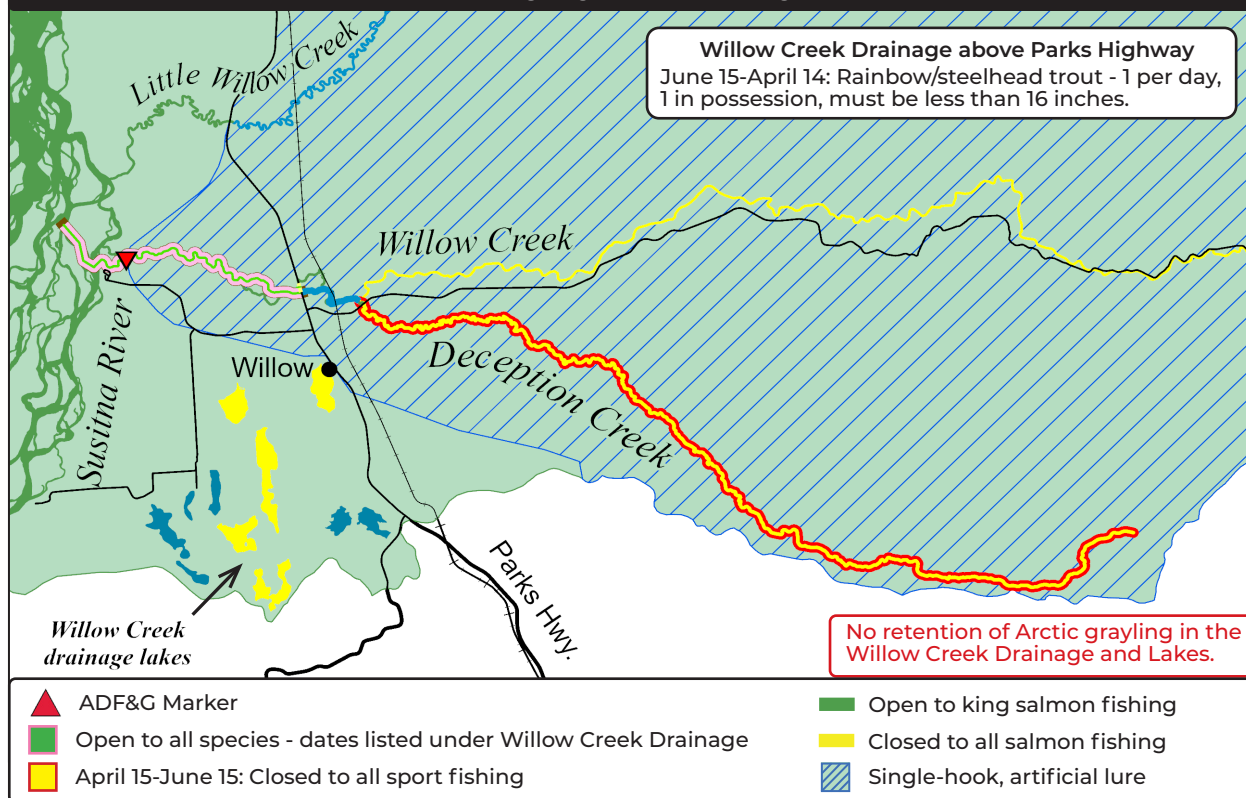 Willow Creek Drainage above Parks Highway
June 15-April 14: Rainbow/steelhead trout - 1 per day,
1 in possession, must be less than 16 inches.
Little Willow Creek
Willow Creek
Susitna River
Willow
Deception Creek
Parks Hwy.
Willow Creek
drainage lakes
No retention of Arctic grayling in the
Willow Creek Drainage and Lakes.
ADF&G Marker
Open to all species - dates listed under Willow Creek Drainage
April 15-June 15: Closed to all sport fishing
Open to king salmon fishing
Closed to all salmon fishing
Single-hook, artificial lure